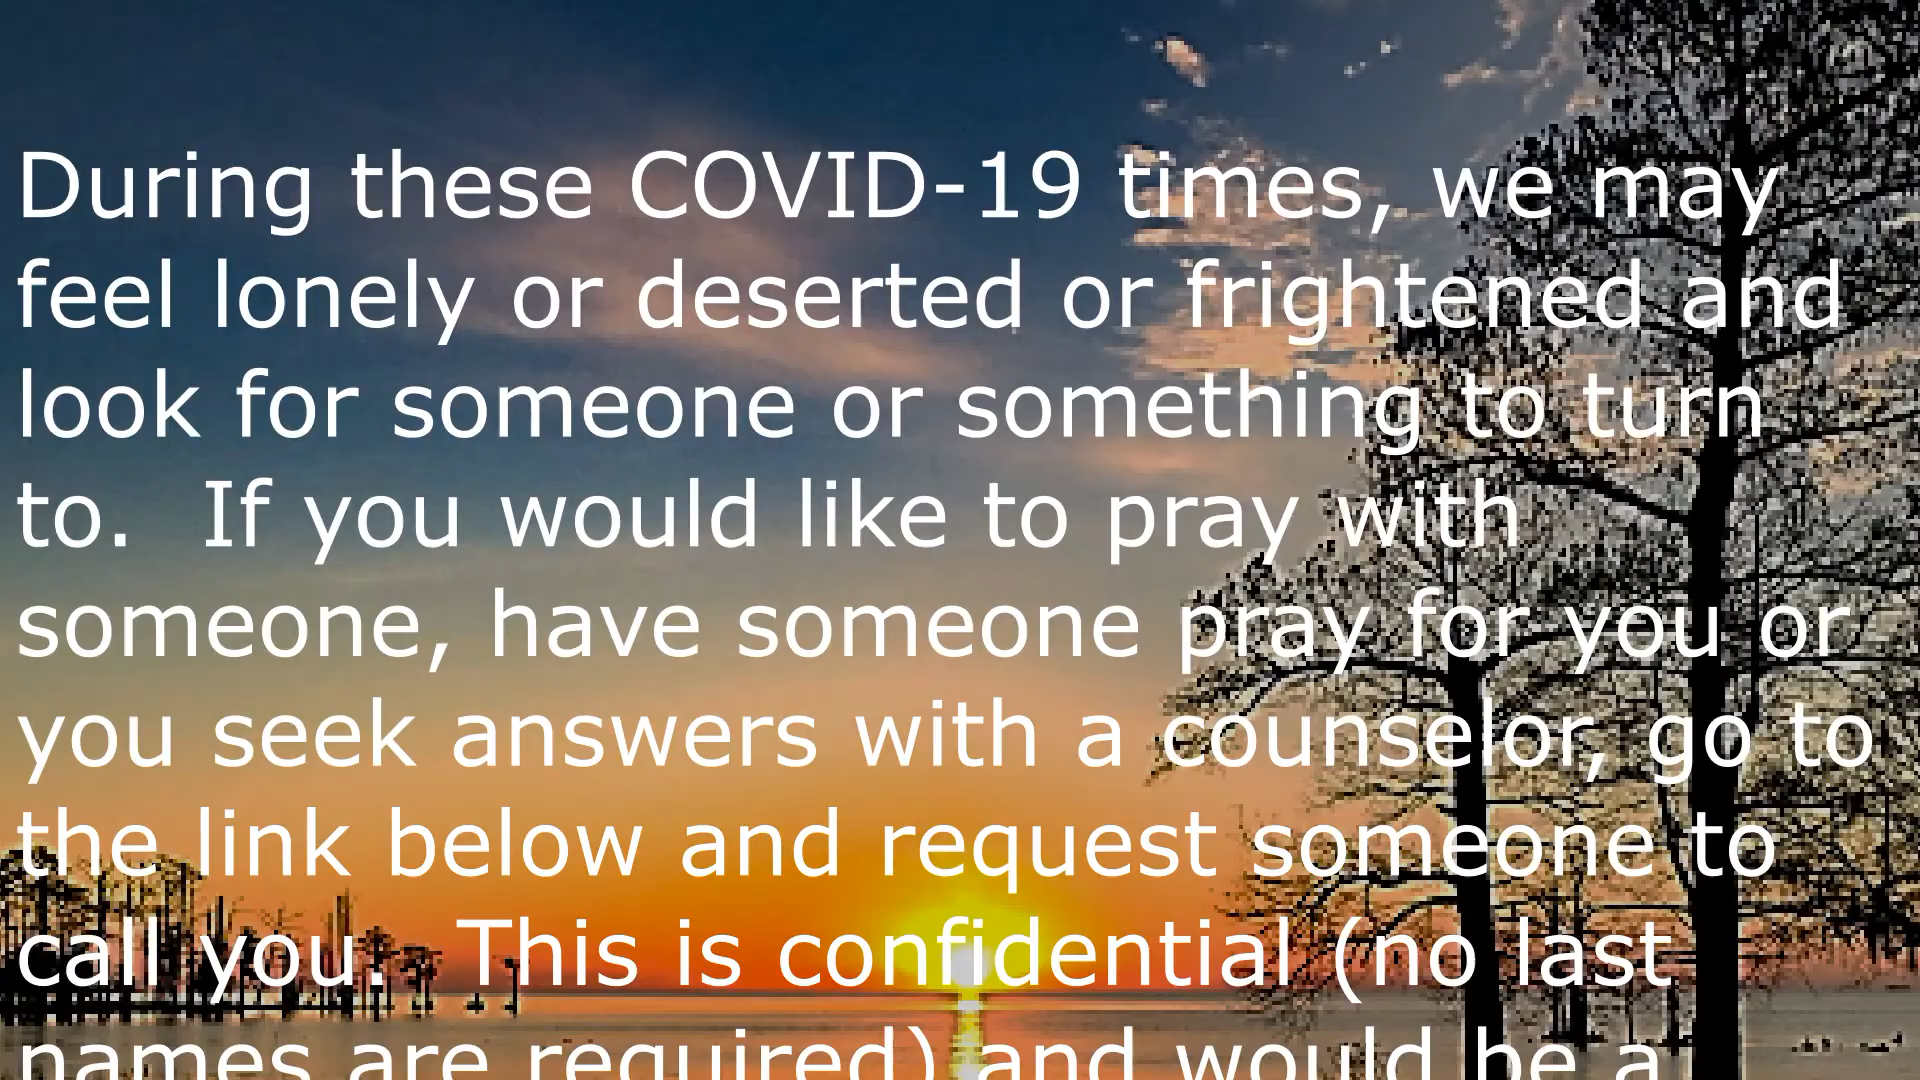 During these COVID-19 times, we may
feel lonely or deserted or frightened and
look for someone or something to turn
to.  If you would like to pray with
someone, have someone pray for you or
you seek answers with a counselor, go to
the link below and request someone to
call you.  This is confidential (no last
names are required) and would be a